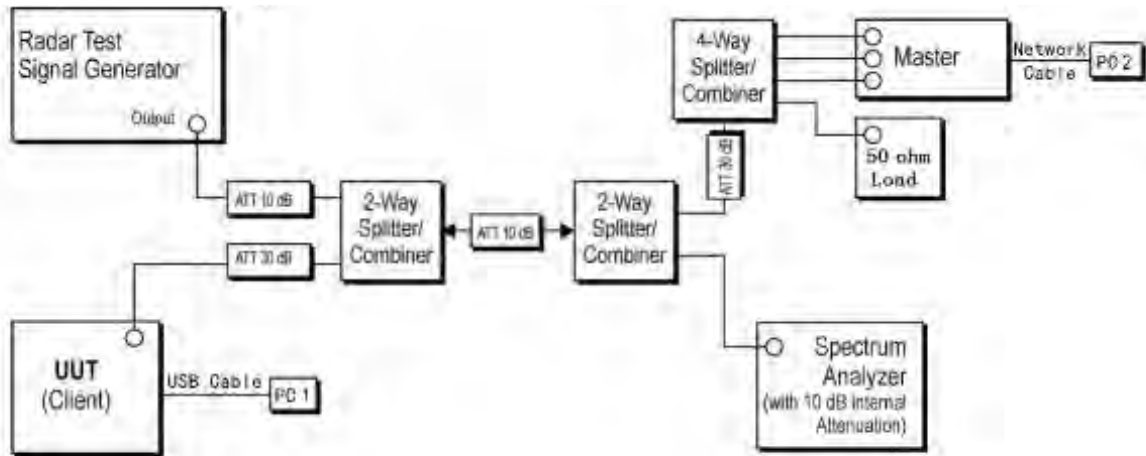 Radar Test
Signal Generator
Output
ATT 10 dB
ATT 30 dB
2-Way
Splitter/
Combiner
ATT 10 dB
2-Way
Splitter/
Combiner
4-Way
Splitter/
Combiner
ATT 30 dB
Master
Network
Cable
PC 2
50 ohm
Load
UUT
(Client)
USB Cable
PC 1
Spectrum
Analyzer
(with 10 dB Internal
Attenuation)